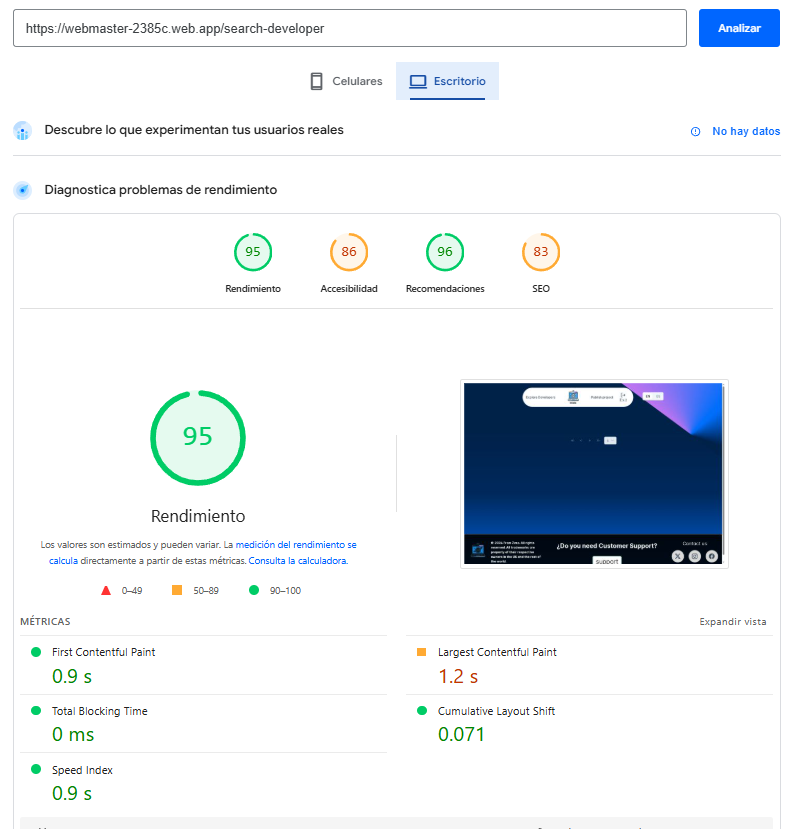 https://webmaster-2385c.web.app/search-developer
Analizar
Celulares
Escritorio
Descubre lo que experimentan tus usuarios reales
No hay datos
Diagnostica problemas de rendimiento
95
86
96
83
Rendimiento
Accesibilidad
Recomendaciones
SEO
95
Rendimiento
Los valores son estimados y pueden variar. La medición del rendimiento se
calcula directamente a partir de estas métricas. Consulta la calculadora.
0–49
50–89
90–100
¿Do you need Customer Support?
support
Contact us
MÉTRICAS
Expandir vista
First Contentful Paint
0.9 s
Largest Contentful Paint
1.2 s
Total Blocking Time
0 ms
Cumulative Layout Shift
0.071
Speed Index
0.9 s